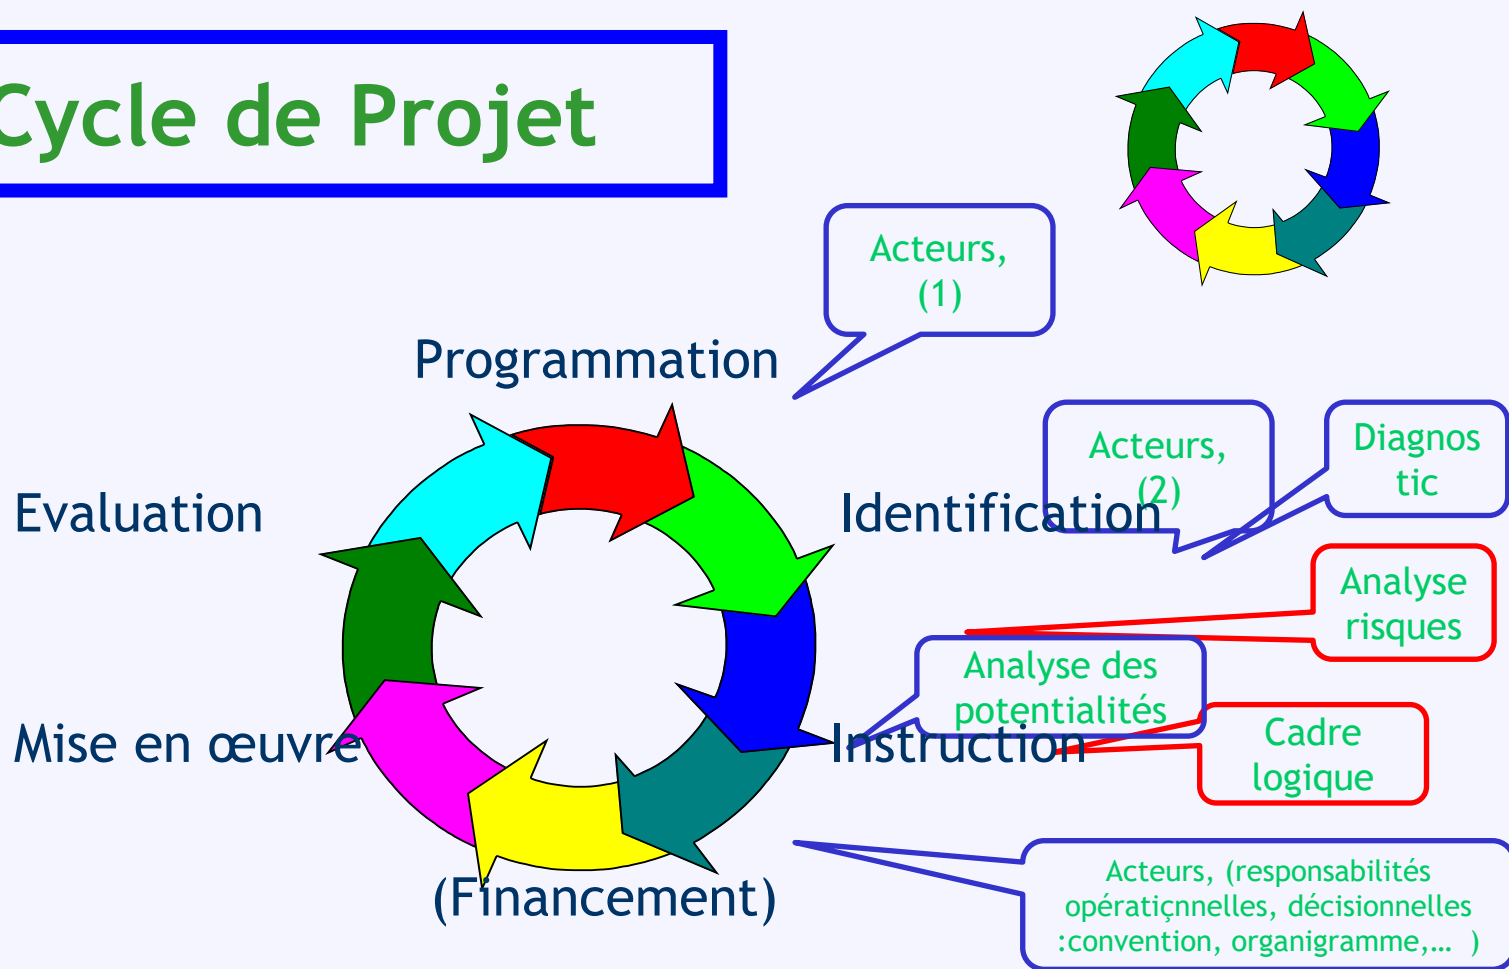 Cycle de Projet
Acteurs,
(1)
Programmation
Acteurs,
(2)
Diagnos
tic
Evaluation
Identification
Analyse
risques
Analyse des
potentialités
Mise en œuvre
Instruction
Cadre
logique
(Financement)
Acteurs, (responsabilités
opératiçnnelles, décisionnelles
:convention, organigramme,… )